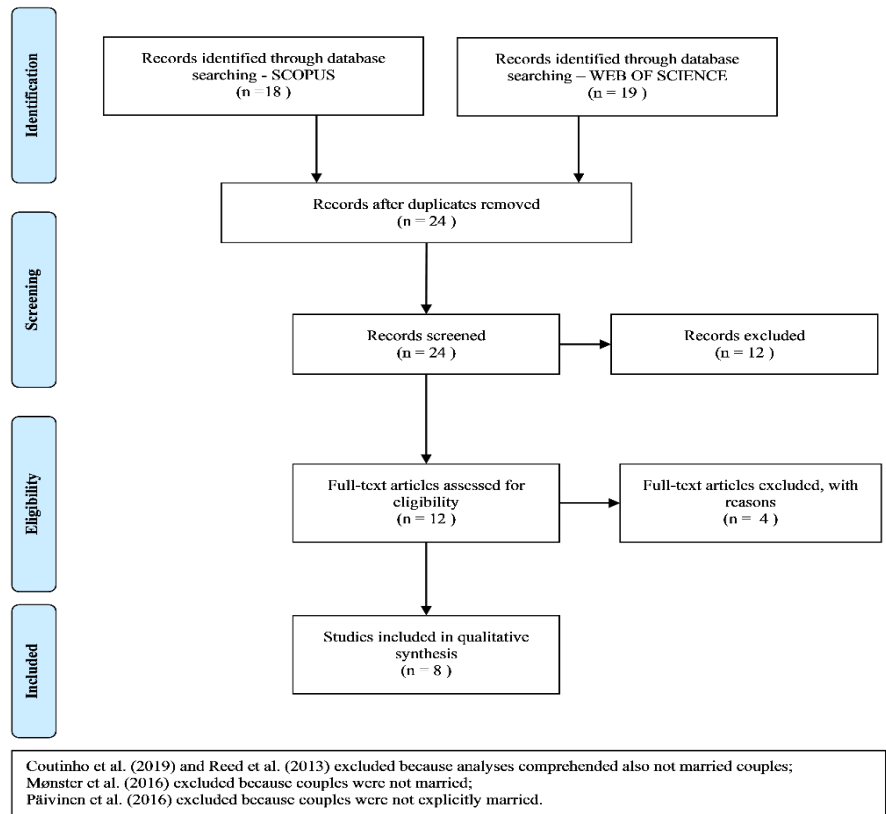 Identification
Records identified through database
searching - SCOPUS
(n =18 )
Records identified through database
searching – WEB OF SCIENCE
(n = 19 )
Records after duplicates removed
(n = 24 )
Screening
Records screened
(n = 24 )
Records excluded
(n = 12 )
Eligibility
Full-text articles assessed for
eligibility
(n = 12 )
Full-text articles excluded, with
reasons
(n =  4 )
Included
Studies included in qualitative
synthesis
(n = 8 )
Coutinho et al. (2019) and Reed et al. (2013) excluded because analyses comprehended also not married couples;
Mønster et al. (2016) excluded because couples were not married;
Päivinen et al. (2016) excluded because couples were not explicitly married.